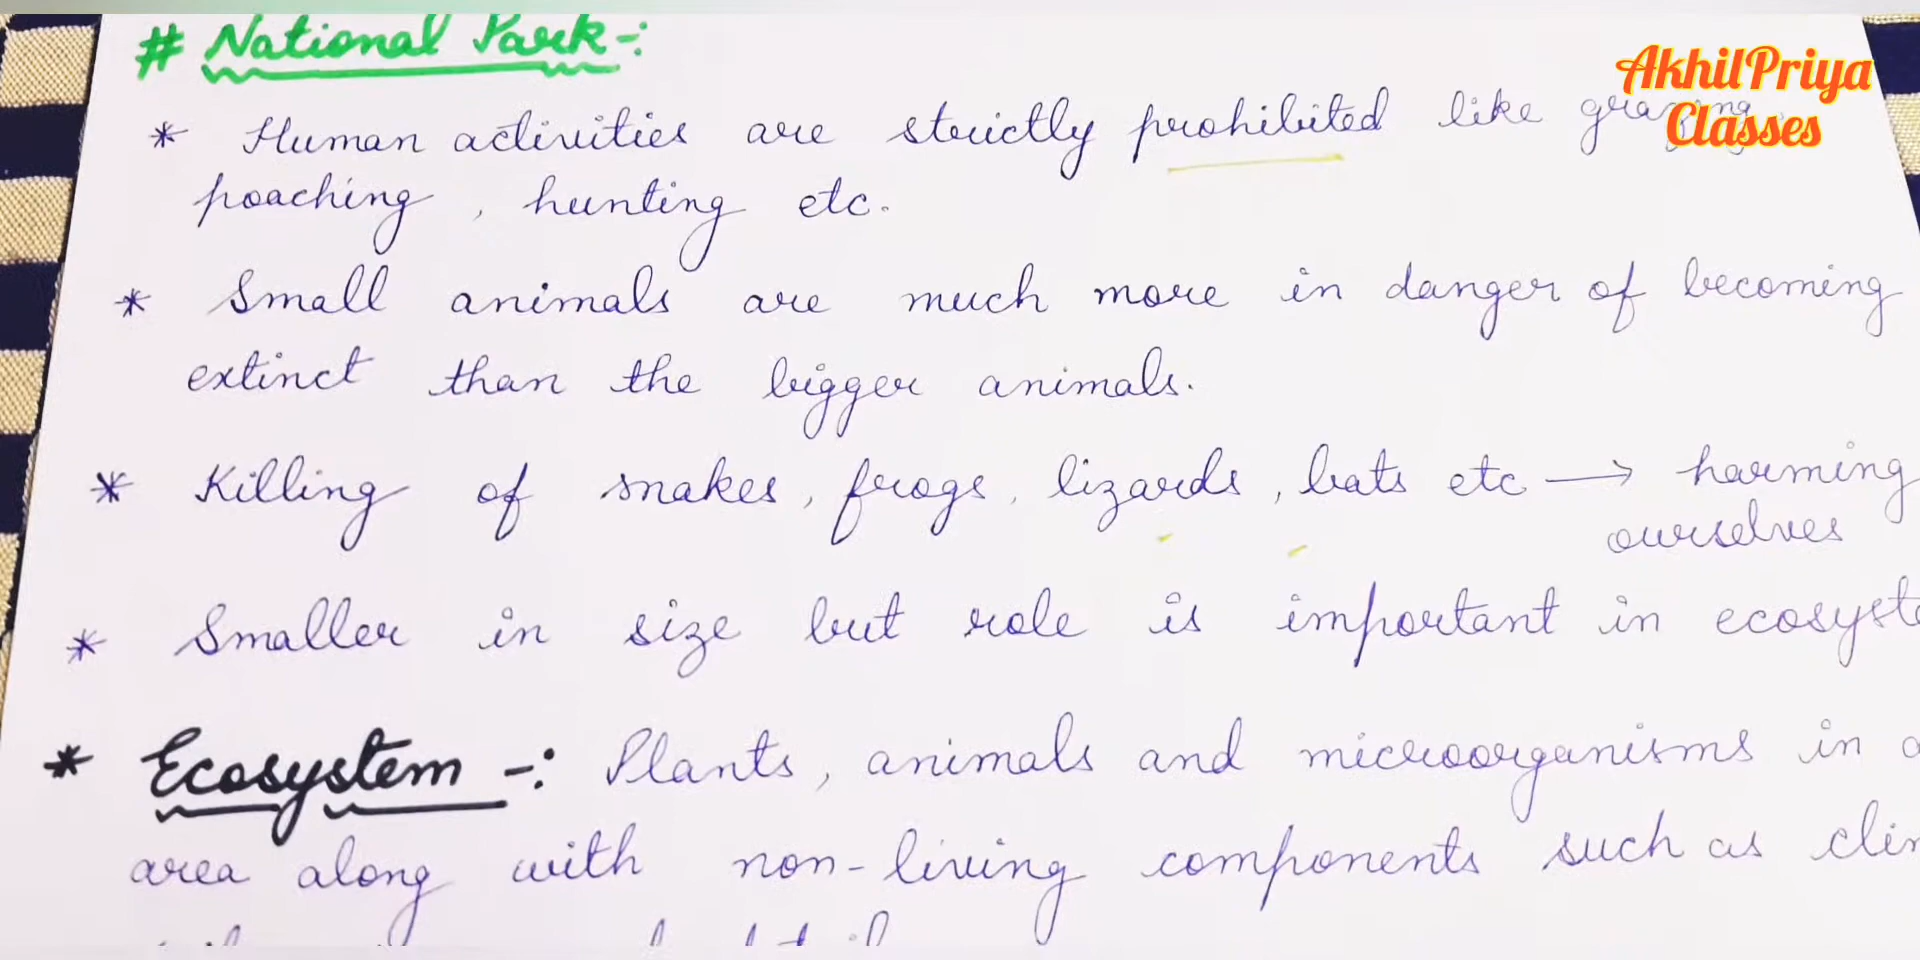 # National Park -:
AkhilPriya
Classes
* Human activities are strictly prohibited like grazing,
poaching, hunting etc.
* Small animals are much more in danger of becoming
extinct than the bigger animals.
* Killing of snakes, frogs, lizards, bats etc → harming
ourselves
* Smaller in size but role is important in ecosyste
* Ecosystem -: Plants, animals and microorganisms in a
area along with non-living components such as clim